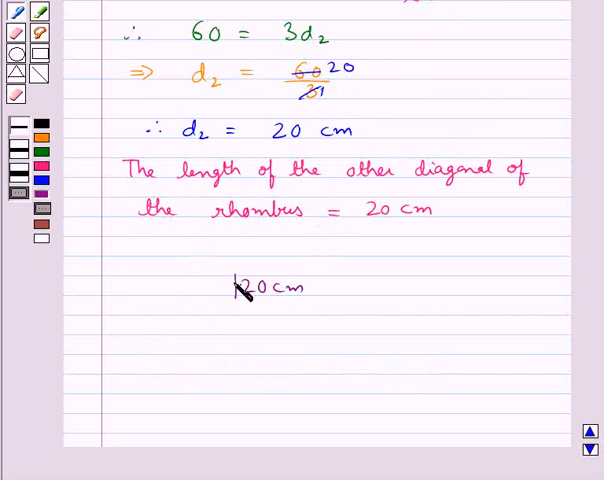 ∴ 60 = 3d₂
⇒ d₂ = 60/3 20 1
∴ d₂ = 20 cm
The length of the other diagonal of
the rhombus = 20 cm
20 cm